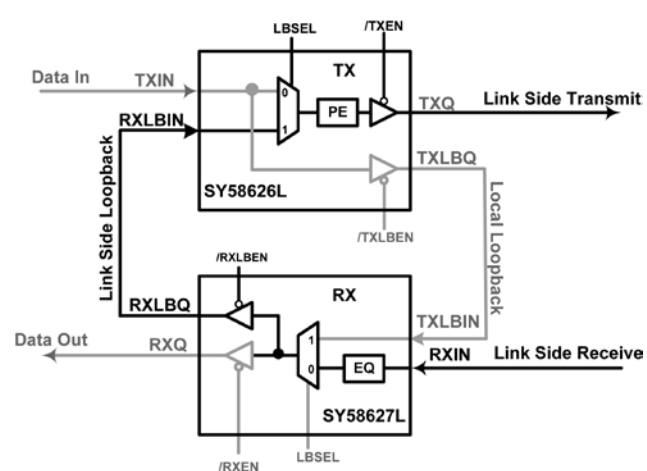 LBSEL
/TXEN
TX
Data In
TXIN
0
PE
TXQ
Link Side Transmit
RXLBIN
1
TXLBQ
SY58626L
/TXLBEN
Link Side Loopback
Local Loopback
/RXLBEN
RX
RXLBQ
TXLBIN
1
Data Out
RXQ
0
EQ
RXIN
Link Side Receive
SY58627L
/RXEN
LBSEL